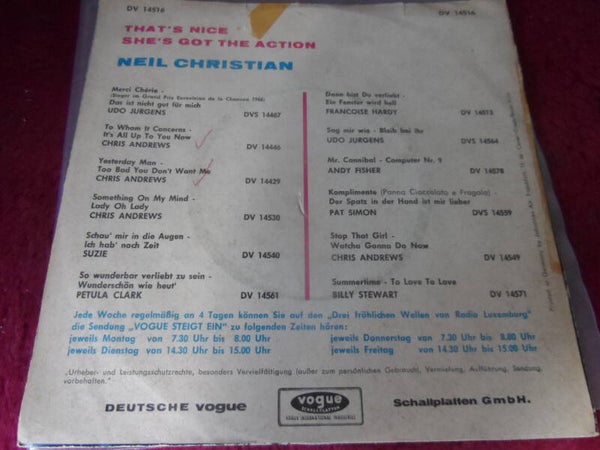 DV 14516
DV 14516
THAT'S NICE
SHE'S GOT THE ACTION
NEIL CHRISTIAN
Merci Chérie -
(Sieger im Grand Prix Eurovision de la Chanson 1966)
Das ist nicht gut für mich
UDO JURGENS DVS 14467
To Whom It Concerns -
It's All Up To You Now
CHRIS ANDREWS DV 14446
Yesterday Man -
Too Bad You Don't Want Me
CHRIS ANDREWS DV 14429
Something On My Mind -
Lady Oh Lady
CHRIS ANDREWS DV 14530
Schau' mir in die Augen -
Ich hab' noch Zeit
SUZIE DV 14540
So wunderbar verliebt zu sein -
Wunderschön wie heut'
PETULA CLARK DV 14561
Dann bist Du verliebt -
Ein Fenster wird hell
FRANCOISE HARDY DV 14573
Sag mir wie - Bleib bei ihr
UDO JURGENS DVS 14564
Mr. Cannibal - Computer Nr. 9
ANDY FISHER DV 14578
Komplimente (Panna Cioccolato e Fragola) -
Der Spatz in der Hand ist mir lieber
PAT SIMON DVS 14559
Stop That Girl -
Watcha Gonna Do Now
CHRIS ANDREWS DV 14549
Summertime - To Love To Love
BILLY STEWART DV 14571
Jede Woche regelmäßig an 4 Tagen können Sie auf den „Drei fröhlichen Wellen von Radio Luxemburg"
die Sendung „VOGUE STEIGT EIN" zu folgenden Zeiten hören:
jeweils Montag von 7.30 Uhr bis 8.00 Uhr
jeweils Dienstag von 14.30 Uhr bis 15.00 Uhr
jeweils Donnerstag von 7.30 Uhr bis 8.00 Uhr
jeweils Freitag von 14.30 Uhr bis 15.00 Uhr
„Urheber- und Leistungsschutzrechte, besonders Vervielfältigung (außer zum persönlichen Gebrauch), Vermietung, Aufführung, Sendung,
vorbehalten."
DEUTSCHE vogue
vogue
SCHALLPLATTEN
VOGUE INTERNATIONAL INDUSTRIES
Schallplatten GmbH.